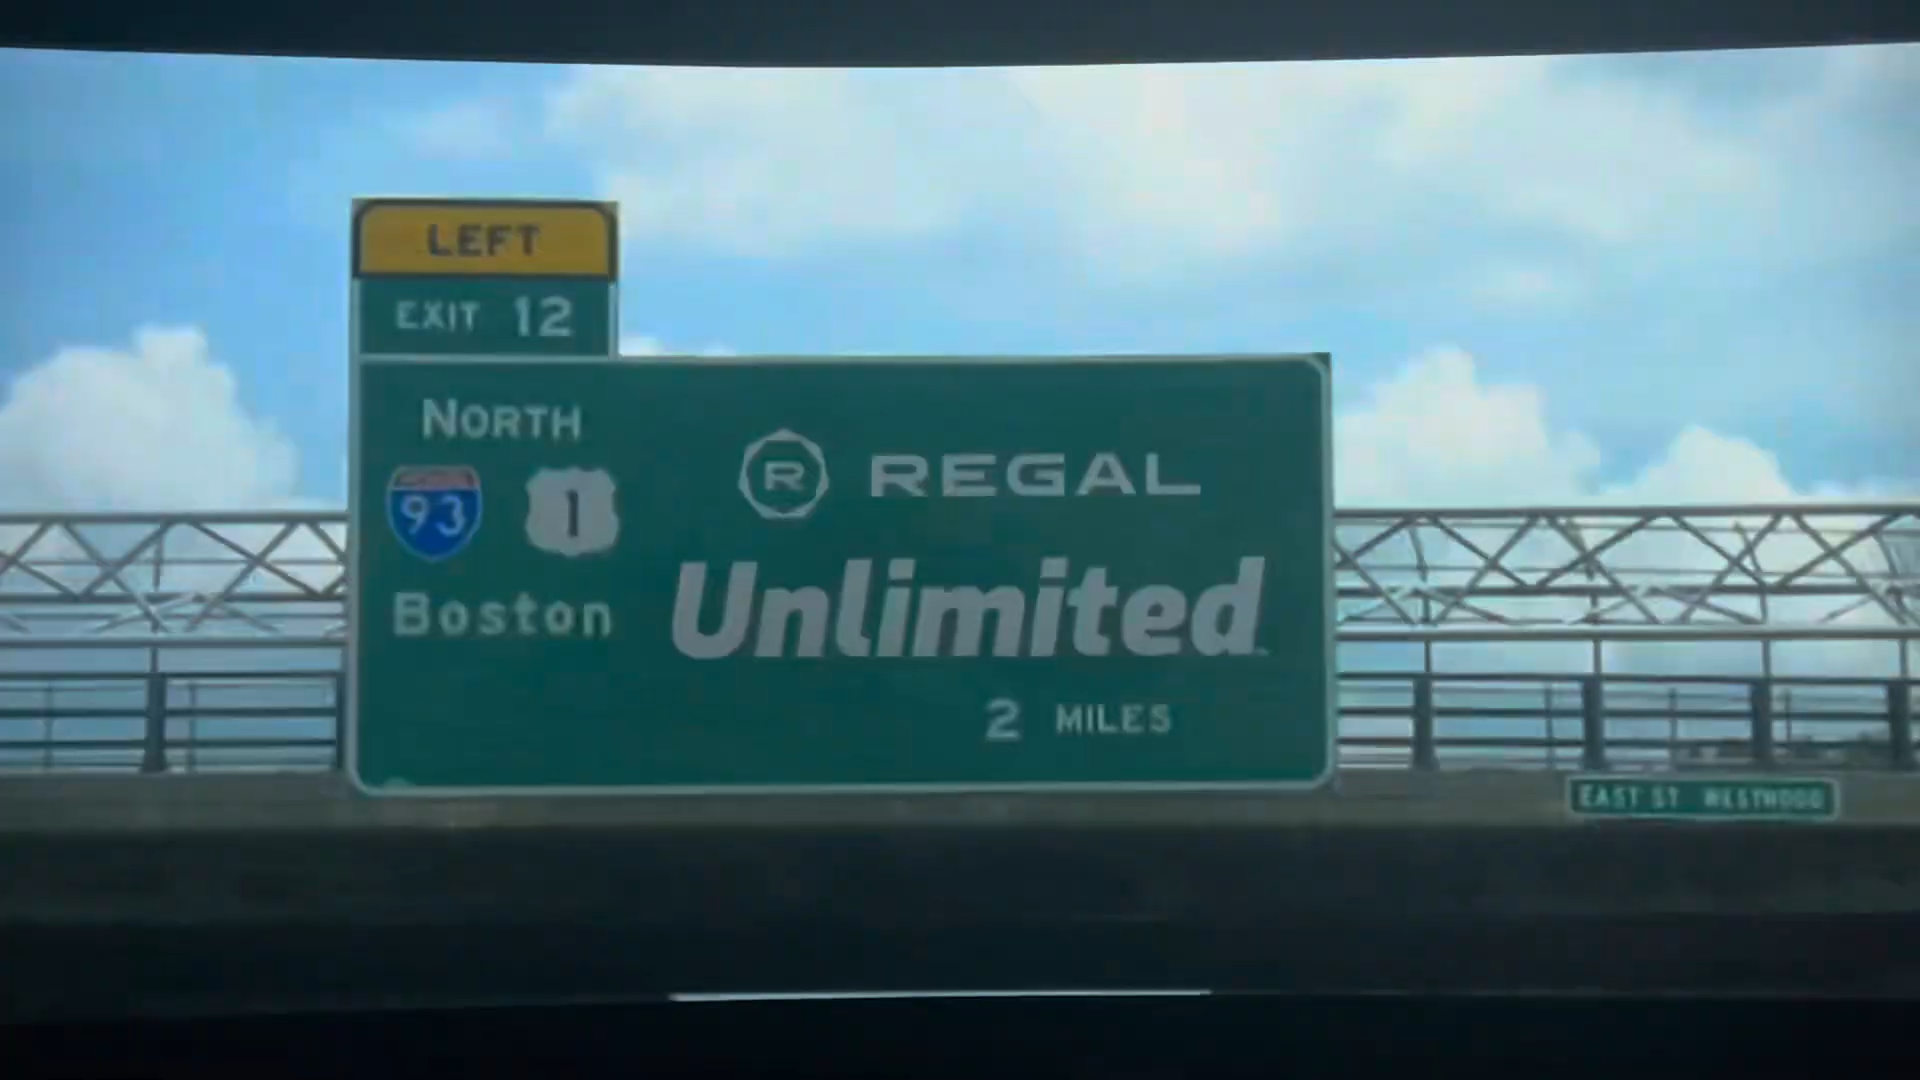 LEFT
EXIT 12
NORTH
93 1
Boston
R REGAL
Unlimited
2 MILES
EAST ST WESTWOOD